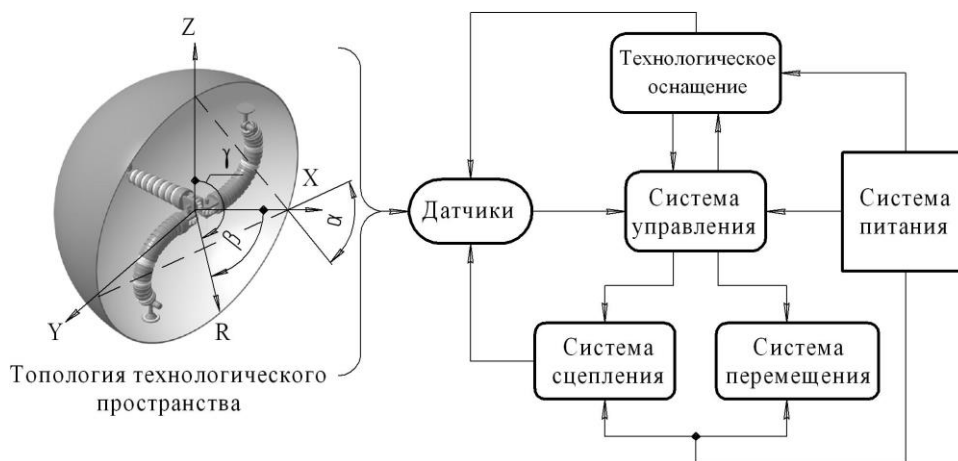 Z
γ
X
α
β
Y
R
Топология технологического
пространства
Датчики
Технологическое
оснащение
Система
управления
Система
питания
Система
сцепления
Система
перемещения